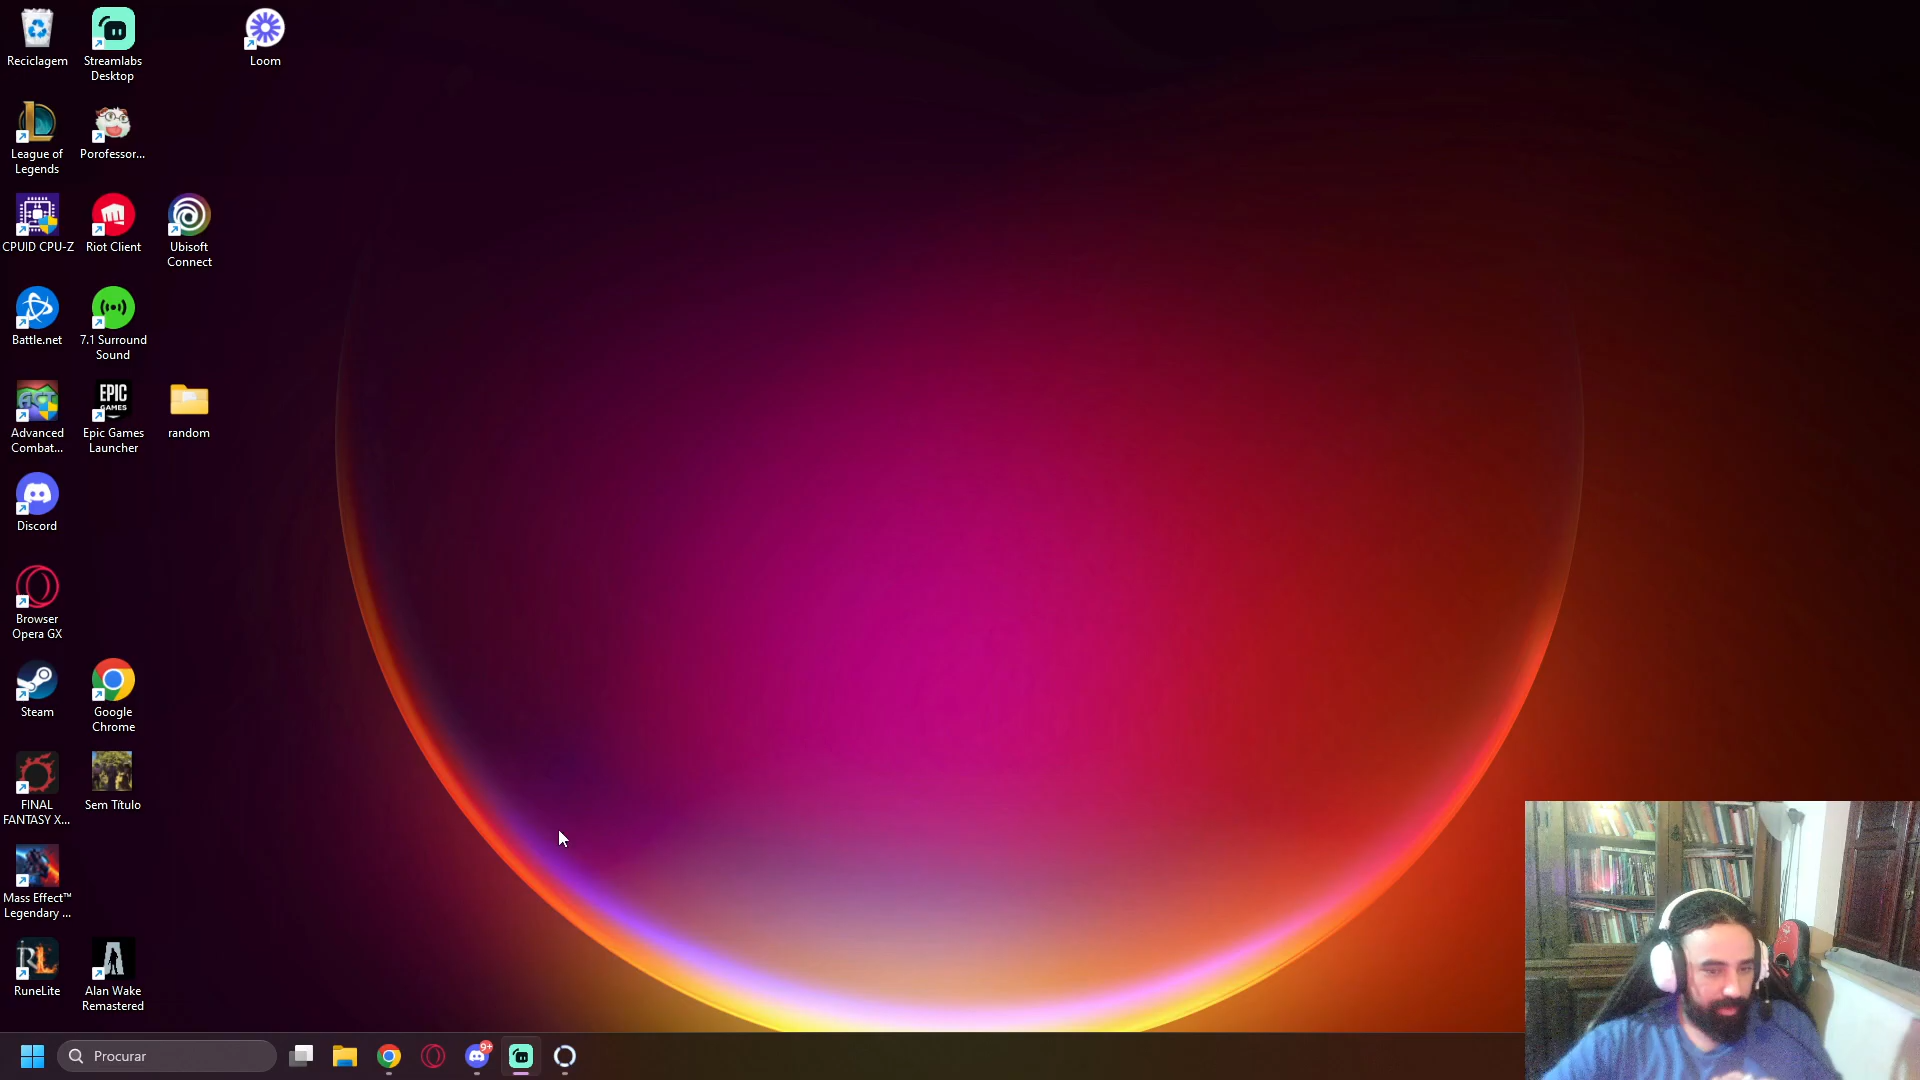 Reciclagem
Streamlabs
Desktop
Loom
League of
Legends
Porofessor...
CPUID CPU-Z
Riot Client
Ubisoft
Connect
Battle.net
7.1 Surround
Sound
Advanced
Combat...
EPIC
GAMES
Epic Games
Launcher
random
Discord
Browser
Opera GX
Steam
Google
Chrome
FINAL
FANTASY X...
Sem Título
Mass Effect™
Legendary ...
RuneLite
Alan Wake
Remastered
Procurar
9+